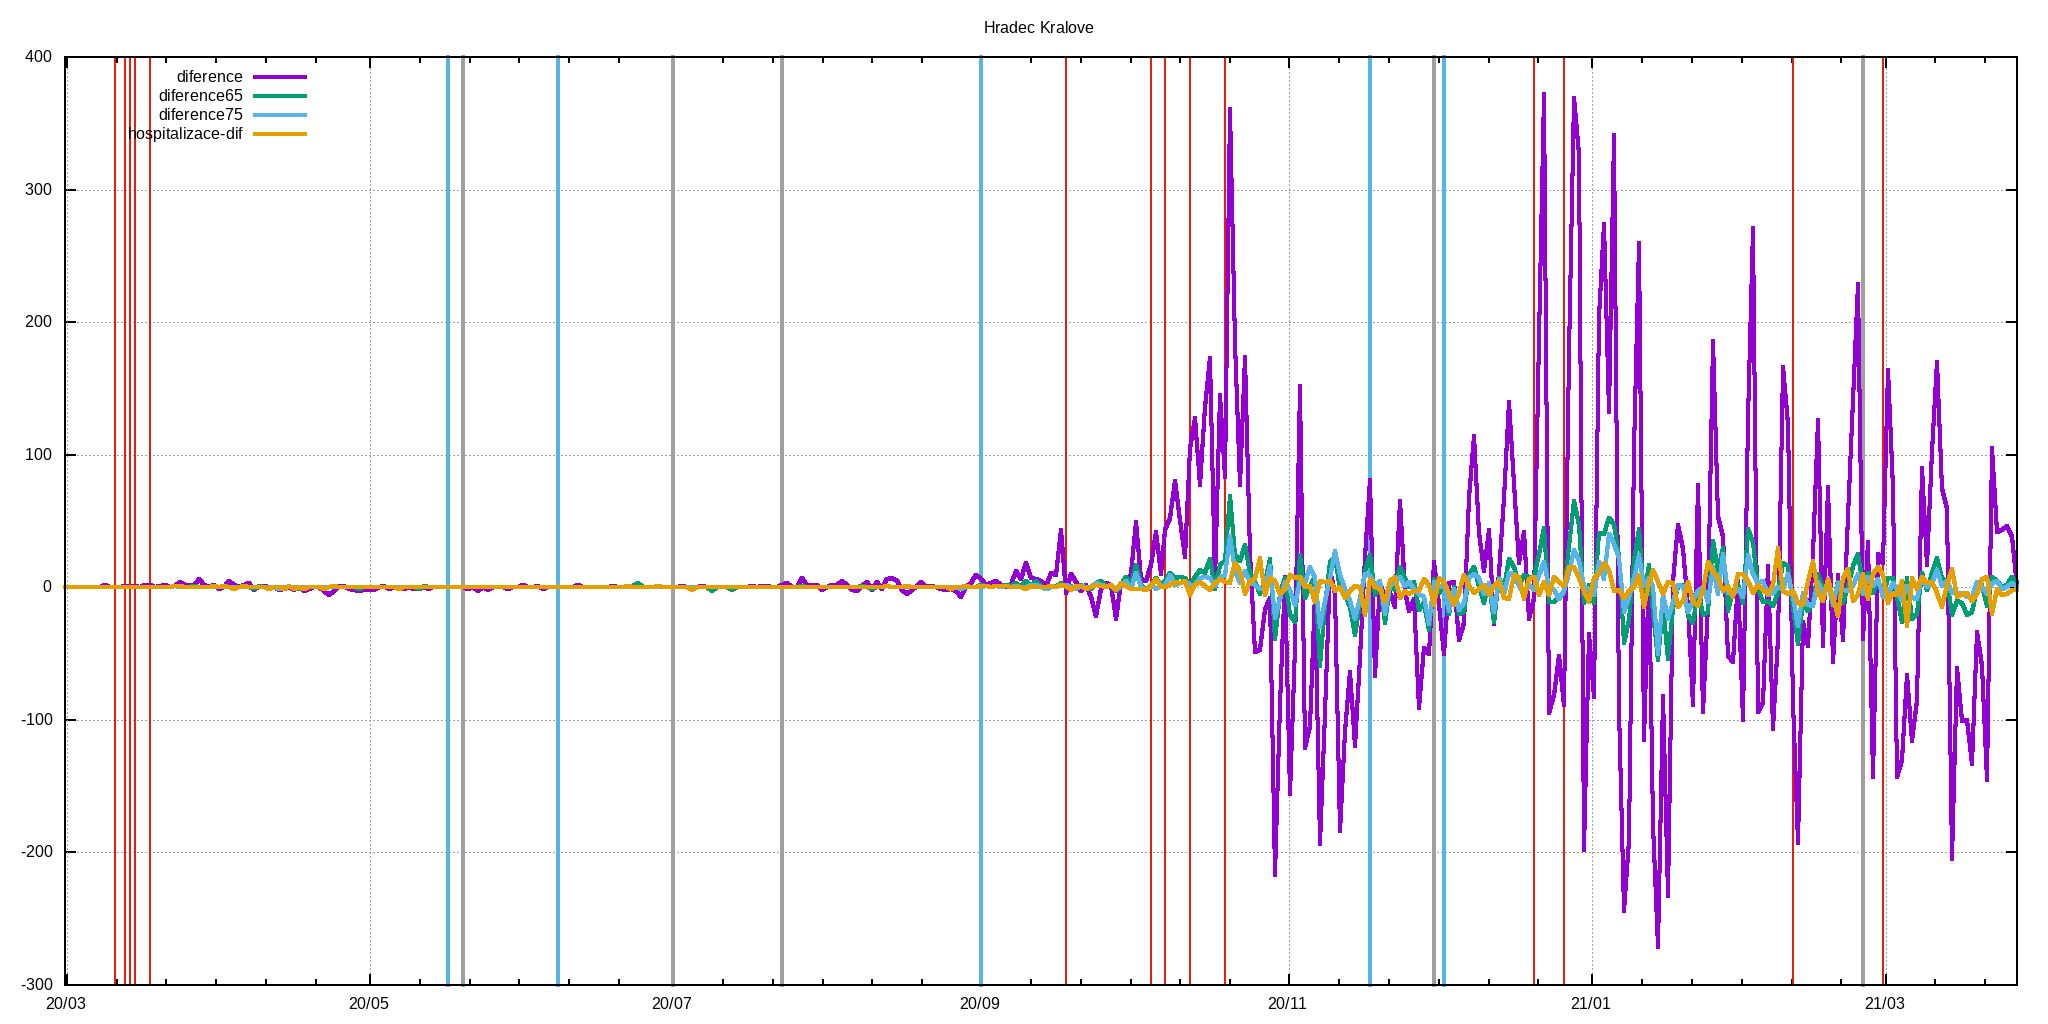 Hradec Kralove
400
300
200
100
0
-100
-200
-300
diference
diference65
diference75
hospitalizace-dif
20/03 20/05 20/07 20/09 20/11 21/01 21/03